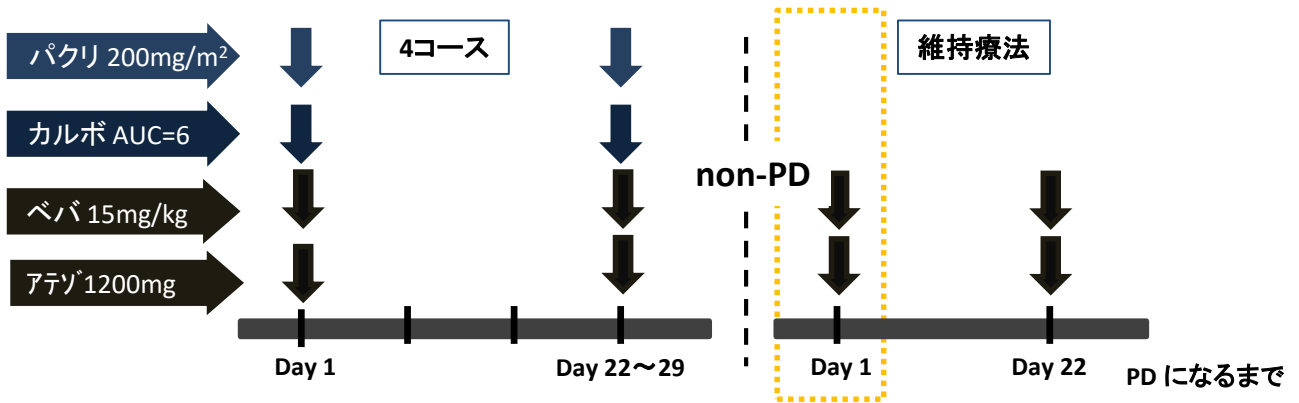 パクリ 200mg/m²
4コース
維持療法
カルボ AUC=6
non-PD
ベバ 15mg/kg
ｱﾃｿﾞ1200mg
Day 1
Day 22～29
Day 1
Day 22
PD になるまで